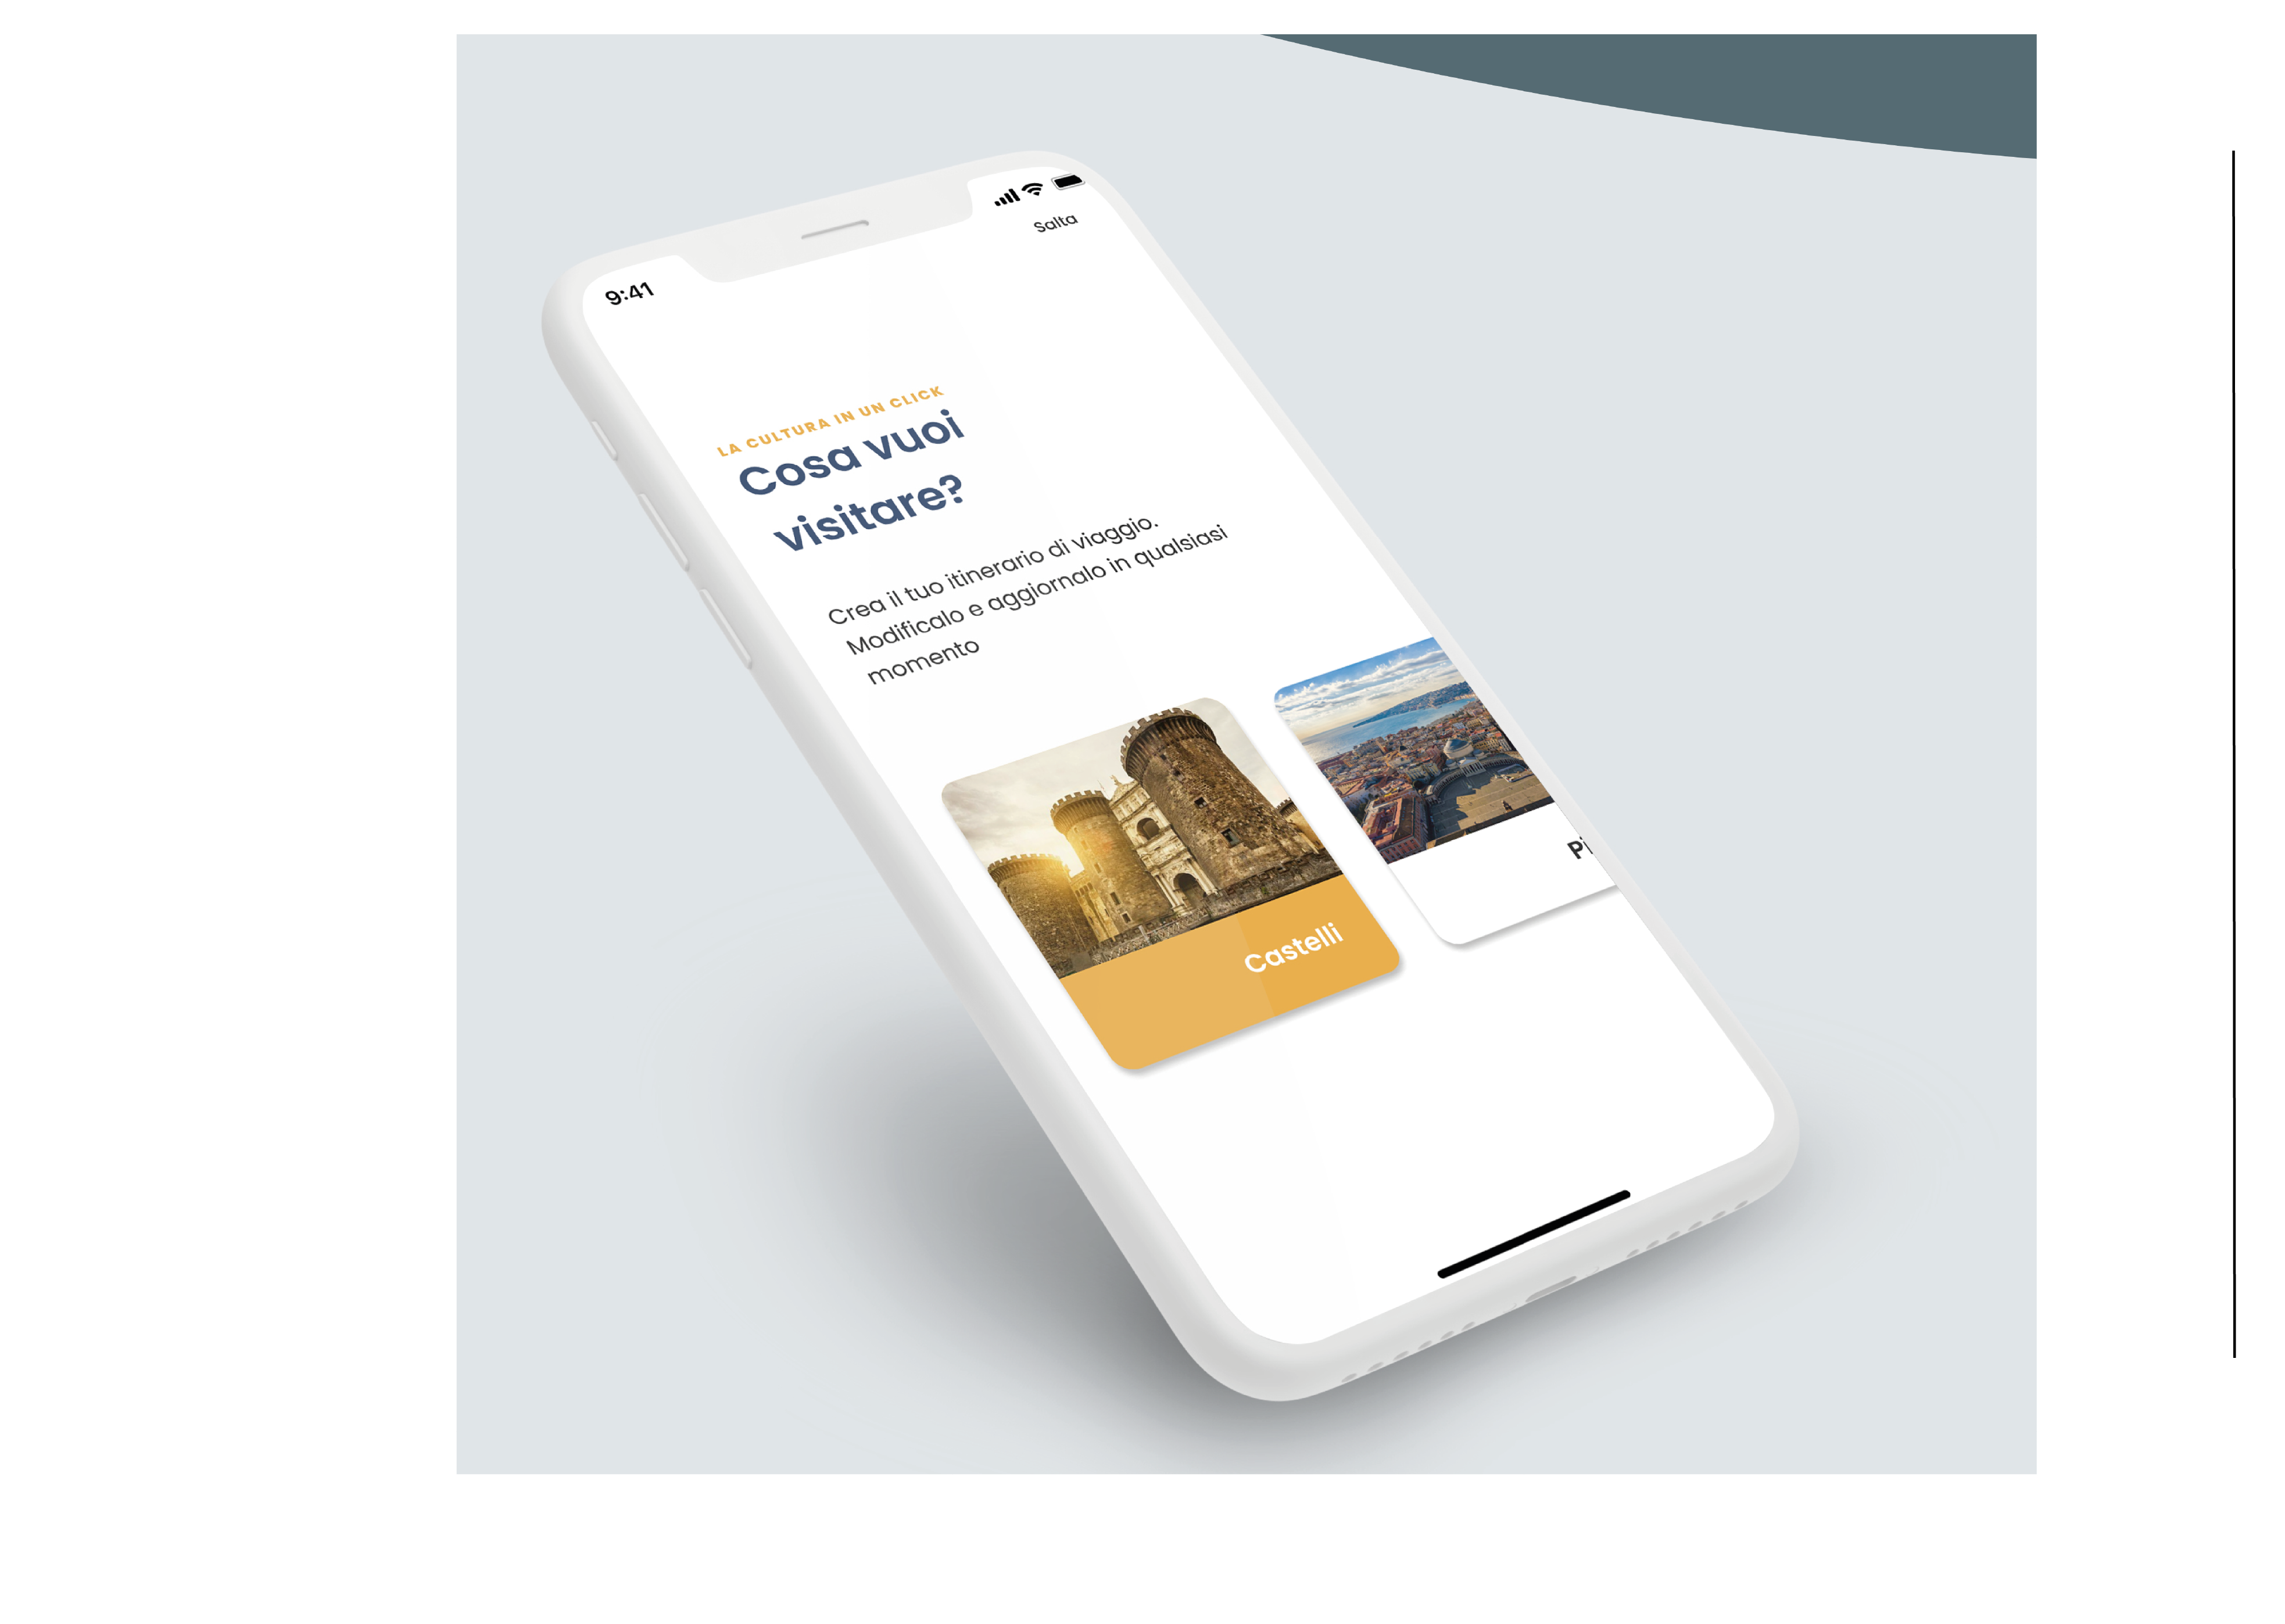 9:41
Salta
LA CULTURA IN UN CLICK
Cosa vuoi
visitare?
Crea il tuo itinerario di viaggio.
Modificalo e aggiornalo in qualsiasi
momento
Castelli